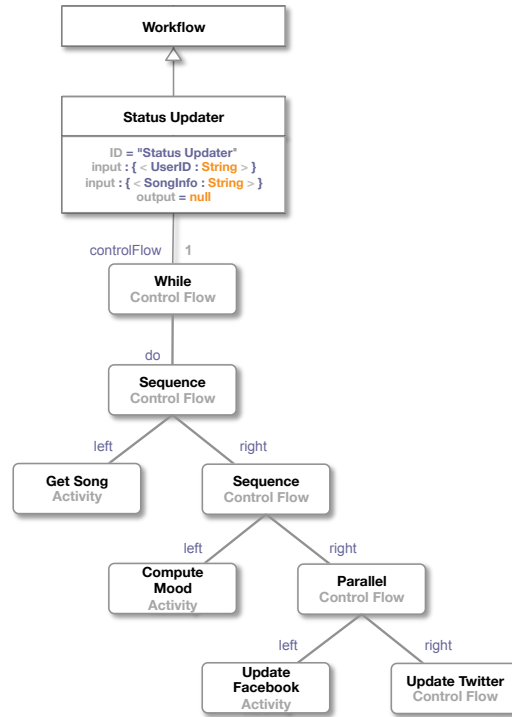 Workflow
Status Updater
ID = "Status Updater"
input : { < UserID : String > }
input : { < SongInfo : String > }
output = null
controlFlow 1
While
Control Flow
do
Sequence
Control Flow
left right
Get Song
Activity
Sequence
Control Flow
left right
Compute
Mood
Activity
Parallel
Control Flow
left right
Update
Facebook
Activity
Update Twitter
Control Flow